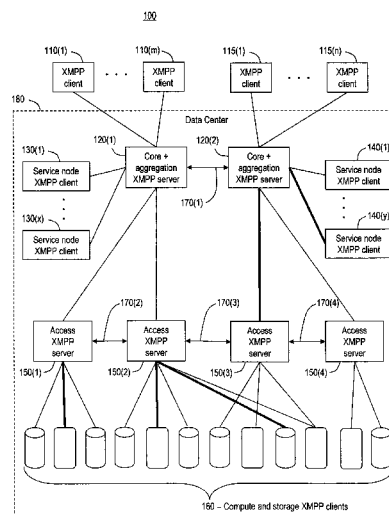 100
110(1)
110(m)
115(1)
115(n)
XMPP
client
. . .
XMPP
client
XMPP
client
. . .
XMPP
client
180
Data Center
120(1)
120(2)
130(1)
140(1)
Core +
aggregation
XMPP server
Core +
aggregation
XMPP server
Service node
XMPP client
Service node
XMPP client
170(1)
130(x)
140(y)
Service node
XMPP client
Service node
XMPP client
170(2)
170(3)
170(4)
Access
XMPP
server
Access
XMPP
server
Access
XMPP
server
Access
XMPP
server
150(1)
150(2)
150(3)
150(4)
160 – Compute and storage XMPP clients